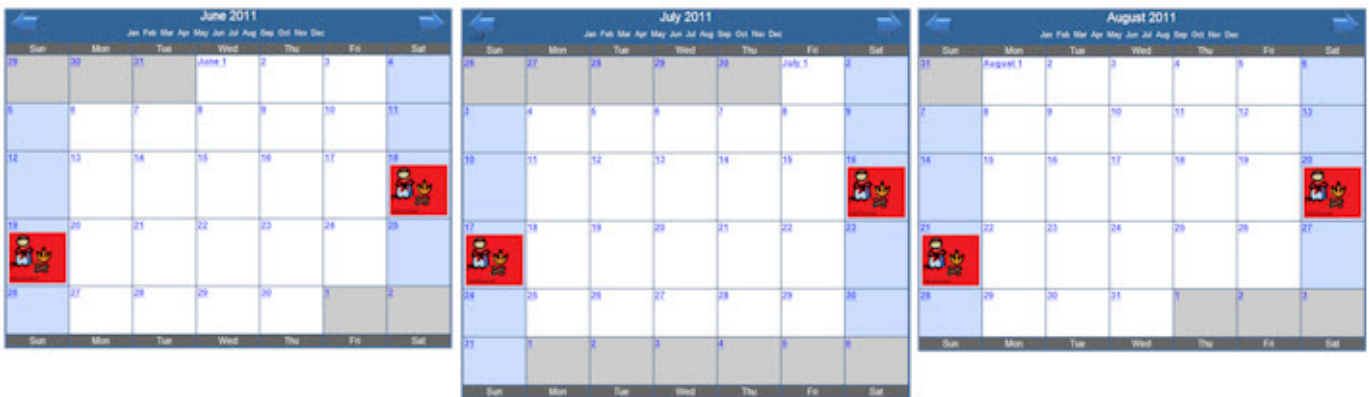 June 2011
Jan Feb Mar Apr May Jun Jul Aug Sep Oct Nov Dec
Sun Mon Tue Wed Thu Fri Sat
29 30 31 June 1 2 3 4
5 6 7 8 9 10 11
12 13 14 15 16 17 18
19 20 21 22 23 24 25
26 27 28 29 30 1 2
Sun Mon Tue Wed Thu Fri Sat
July 2011
Jan Feb Mar Apr May Jun Jul Aug Sep Oct Nov Dec
Sun Mon Tue Wed Thu Fri Sat
26 27 28 29 30 July 1 2
3 4 5 6 7 8 9
10 11 12 13 14 15 16
17 18 19 20 21 22 23
24 25 26 27 28 29 30
31 1 2 3 4 5 6
Sun Mon Tue Wed Thu Fri Sat
August 2011
Jan Feb Mar Apr May Jun Jul Aug Sep Oct Nov Dec
Sun Mon Tue Wed Thu Fri Sat
31 August 1 2 3 4 5 6
7 8 9 10 11 12 13
14 15 16 17 18 19 20
21 22 23 24 25 26 27
28 29 30 31 1 2 3
Sun Mon Tue Wed Thu Fri Sat